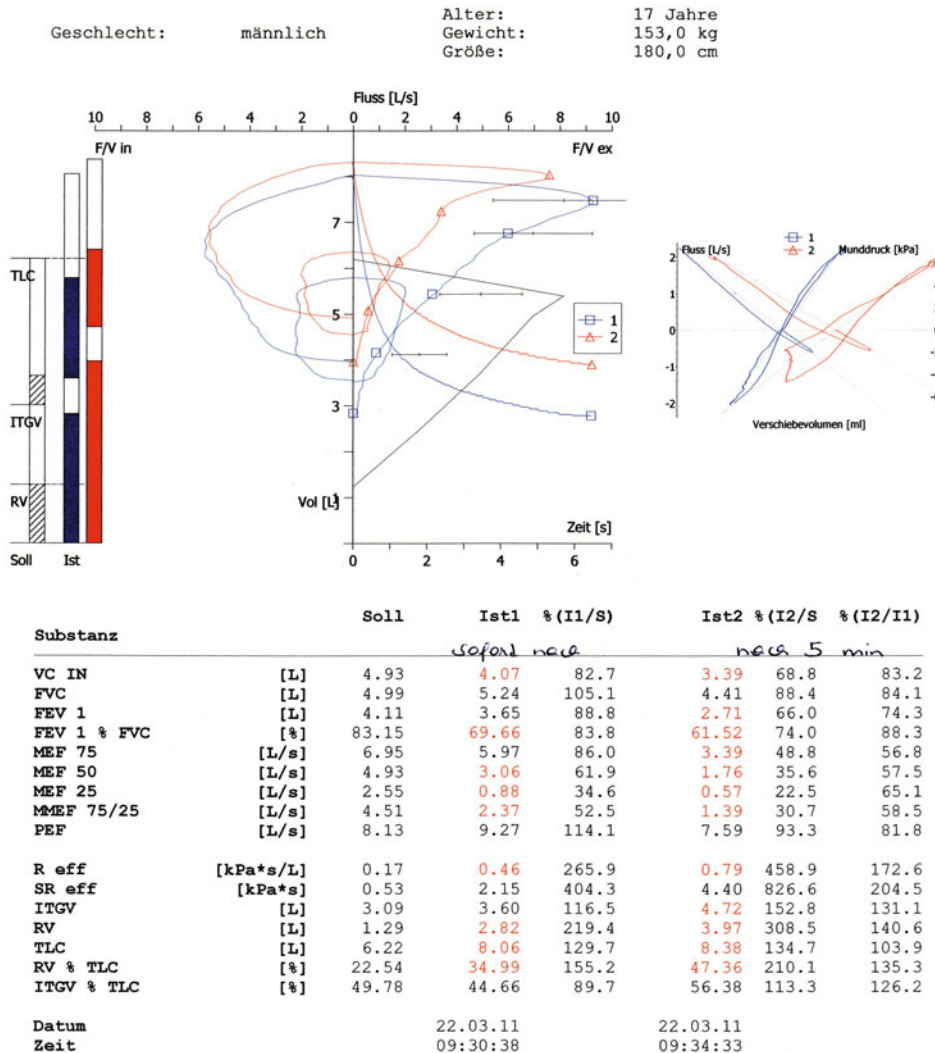 Geschlecht: männlich
Alter: 17 Jahre
Gewicht: 153,0 kg
Größe: 180,0 cm
Fluss [L/s]
10 8 6 4 2 0 2 4 6 8 10
F/V in F/V ex
7
TLC
5
ITGV
3
RV
Vol [L] 1
Zeit [s]
Soll Ist
0 2 4 6
1
2
1
2
Fluss [L/s] Munddruck [kPa]
2
1
0 0
-1
-2
Verschiebevolumen [ml]
Soll Ist1 %(I1/S) Ist2 %(I2/S %(I2/I1)
Substanz
sofort nach nach 5 min
VC IN [L] 4.93 4.07 82.7 3.39 68.8 83.2
FVC [L] 4.99 5.24 105.1 4.41 88.4 84.1
FEV 1 [L] 4.11 3.65 88.8 2.71 66.0 74.3
FEV 1 % FVC [%] 83.15 69.66 83.8 61.52 74.0 88.3
MEF 75 [L/s] 6.95 5.97 86.0 3.39 48.8 56.8
MEF 50 [L/s] 4.93 3.06 61.9 1.76 35.6 57.5
MEF 25 [L/s] 2.55 0.88 34.6 0.57 22.5 65.1
MMEF 75/25 [L/s] 4.51 2.37 52.5 1.39 30.7 58.5
PEF [L/s] 8.13 9.27 114.1 7.59 93.3 81.8
R eff [kPa*s/L] 0.17 0.46 265.9 0.79 458.9 172.6
SR eff [kPa*s] 0.53 2.15 404.3 4.40 826.6 204.5
ITGV [L] 3.09 3.60 116.5 4.72 152.8 131.1
RV [L] 1.29 2.82 219.4 3.97 308.5 140.6
TLC [L] 6.22 8.06 129.7 8.38 134.7 103.9
RV % TLC [%] 22.54 34.99 155.2 47.36 210.1 135.3
ITGV % TLC [%] 49.78 44.66 89.7 56.38 113.3 126.2
Datum 22.03.11 22.03.11
Zeit 09:30:38 09:34:33